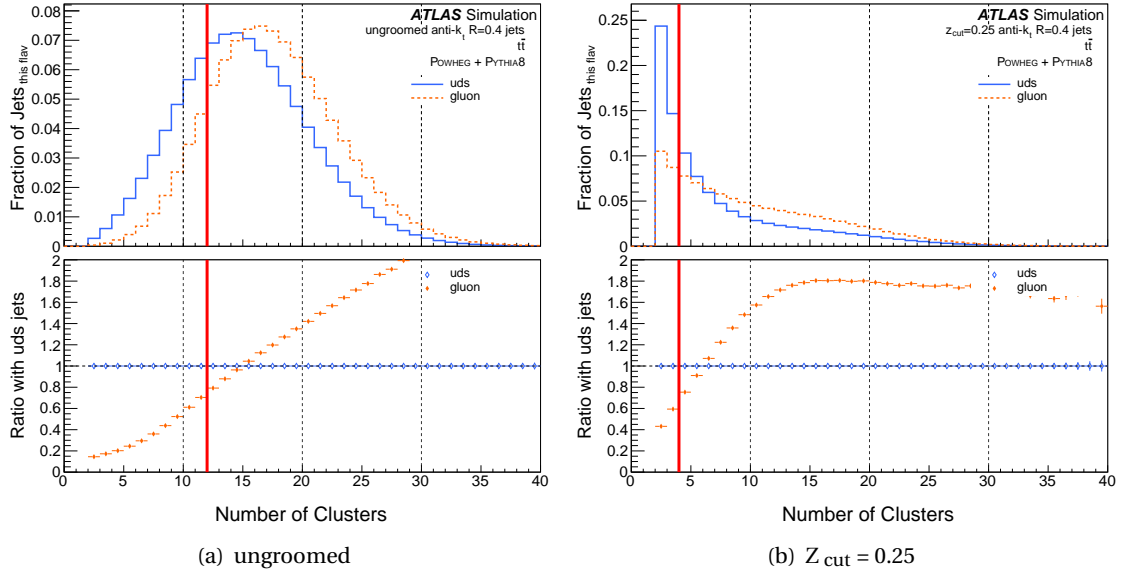 ATLAS Simulation
ungroomed anti-kt R=0.4 jets
tt̄
POWHEG + PYTHIA8
uds
gluon
Fraction of Jets this flav
0.08
0.07
0.06
0.05
0.04
0.03
0.02
0.01
0
uds
gluon
Ratio with uds jets
2
1.8
1.6
1.4
1.2
1
0.8
0.6
0.4
0.2
0
0 5 10 15 20 25 30 35 40
Number of Clusters
(a) ungroomed
ATLAS Simulation
zcut=0.25 anti-kt R=0.4 jets
tt̄
POWHEG + PYTHIA8
uds
gluon
Fraction of Jets this flav
0.25
0.20
0.15
0.1
0.05
0
uds
gluon
Ratio with uds jets
2
1.8
1.6
1.4
1.2
1
0.8
0.6
0.4
0.2
0
0 5 10 15 20 25 30 35 40
Number of Clusters
(b) Z cut = 0.25